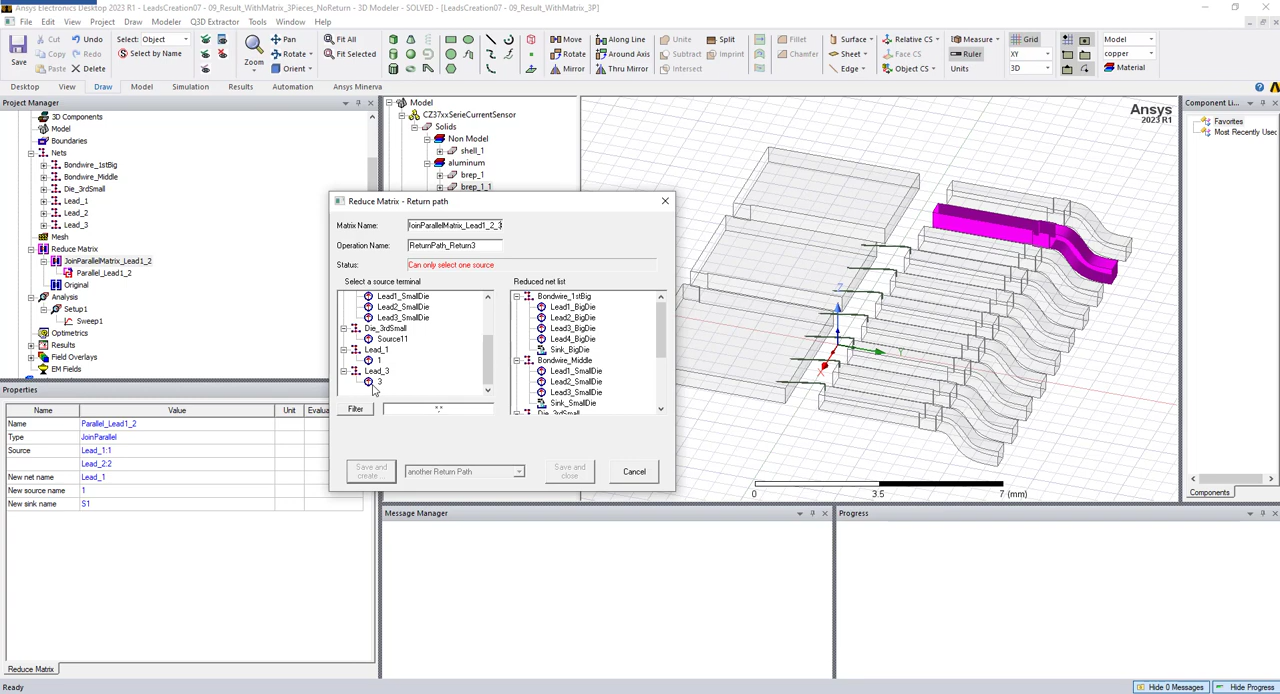 Ansys Electronics Desktop 2023 R1 - LeadsCreation07 - 09_Result_WithMatrix_3Pieces_NoReturn - 3D Modeler - SOLVED - [LeadsCreation07 - 09_Result_WithMatrix_3P]
File Edit View Project Draw Modeler Q3D Extractor Tools Window Help
Save
Cut
Copy
Paste
Undo
Redo
Delete
Select: Object
Select by Name
Zoom
Pan
Rotate
Orient
Fit All
Fit Selected
Move
Rotate
Mirror
Along Line
Around Axis
Thru Mirror
Unite
Subtract
Intersect
Split
Imprint
Fillet
Chamfer
Surface
Sheet
Edge
Relative CS
Face CS
Object CS
Measure
Ruler
Units
Grid
XY
3D
Model
copper
Material
Desktop View Draw Model Simulation Results Automation Ansys Minerva
Project Manager
3D Components
Model
Boundaries
Nets
Bondwire_1stBig
Bondwire_Middle
Die_3rdSmall
Lead_1
Lead_2
Lead_3
Mesh
Reduce Matrix
JoinParallelMatrix_Lead1_2
Parallel_Lead1_2
Original
Analysis
Setup1
Sweep1
Optimetrics
Results
Field Overlays
EM Fields
Properties
Name Value Unit Evalua
Name Parallel_Lead1_2
Type JoinParallel
Source Lead_1:1
Lead_2:2
New net name Lead_1
New source name 1
New sink name S1
Reduce Matrix
Model
CZ37xxSerieCurrentSensor
Solids
Non Model
shell_1
aluminum
brep_1
brep_1_1
Reduce Matrix - Return path
Matrix Name: JoinParallelMatrix_Lead1_2_3
Operation Name: ReturnPath_Return3
Status: Can only select one source
Select a source terminal
Lead1_SmallDie
Lead2_SmallDie
Lead3_SmallDie
Die_3rdSmall
Source11
Lead_1
1
Lead_3
3
Filter *.*
Reduced net list
Bondwire_1stBig
Lead1_BigDie
Lead2_BigDie
Lead3_BigDie
Lead4_BigDie
Sink_BigDie
Bondwire_Middle
Lead1_SmallDie
Lead2_SmallDie
Lead3_SmallDie
Sink_SmallDie
Die_3rdSmall
Save and create ...
another Return Path
Save and close
Cancel
Ansys
2023 R1
Z
Y
X
0 3.5 7 (mm)
Component Li...
Favorites
Most Recently Used
Components
Message Manager
Progress
Ready
Hide 0 Messages
Hide Progress